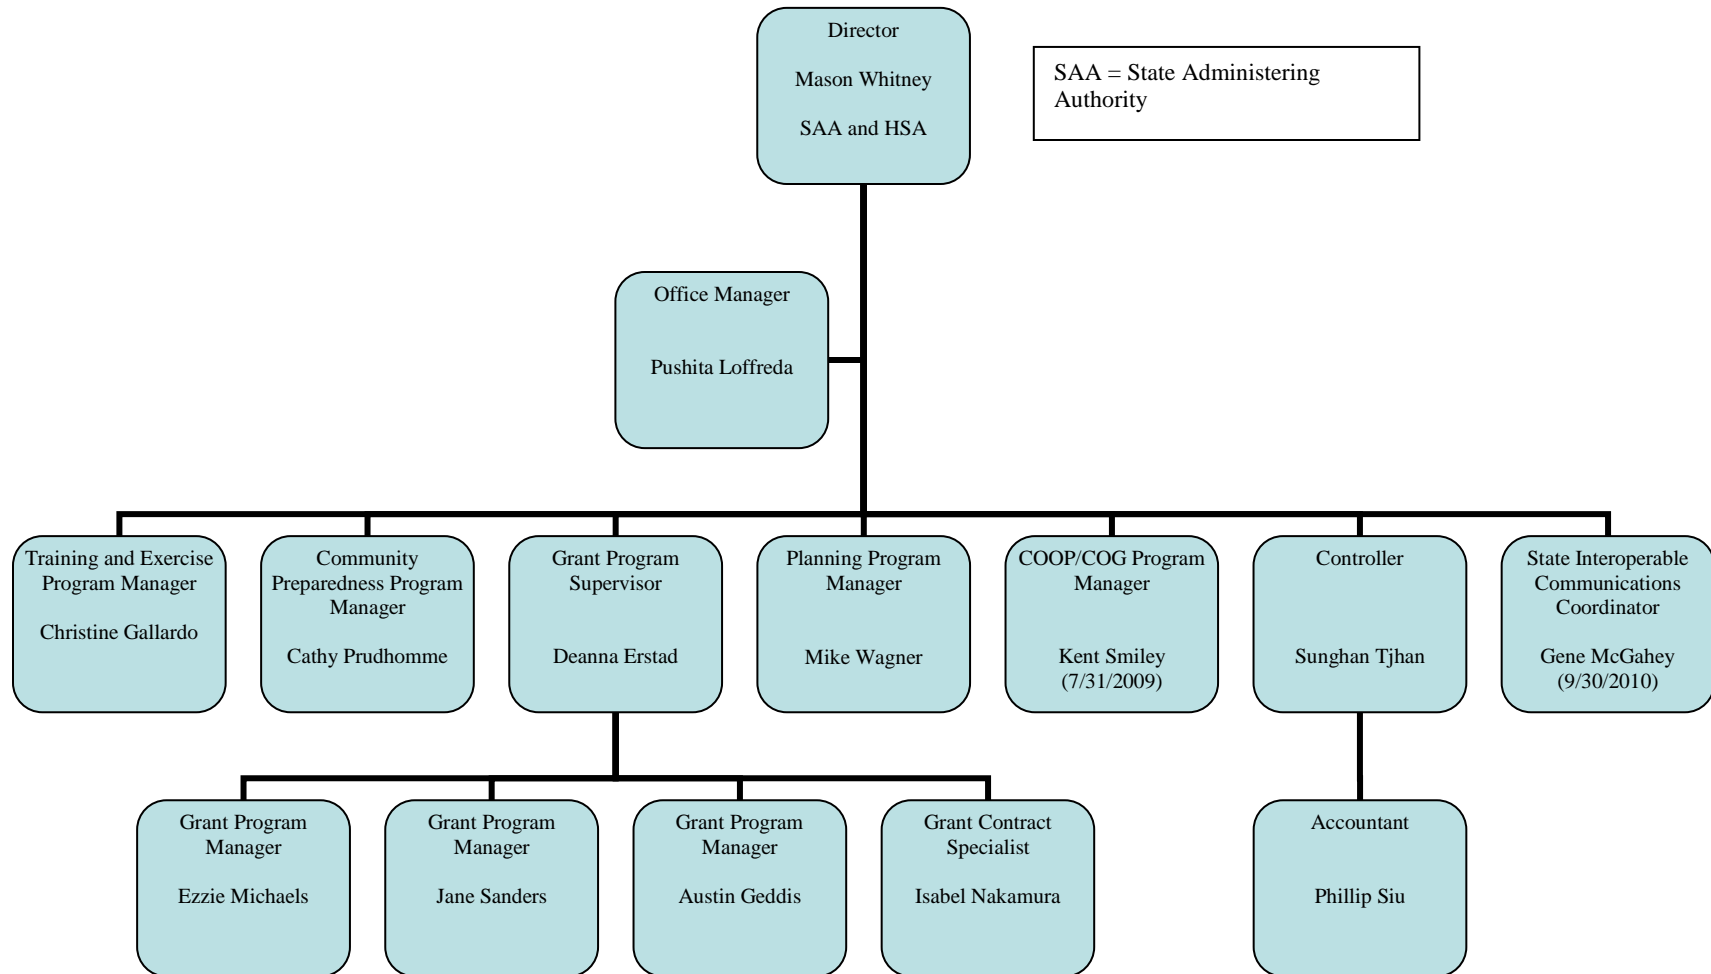 Director
Mason Whitney
SAA and HSA
SAA = State Administering
Authority
Office Manager
Pushita Loffreda
Training and Exercise
Program Manager
Christine Gallardo
Community
Preparedness Program
Manager
Cathy Prudhomme
Grant Program
Supervisor
Deanna Erstad
Planning Program
Manager
Mike Wagner
COOP/COG Program
Manager
Kent Smiley
(7/31/2009)
Controller
Sunghan Tjhan
State Interoperable
Communications
Coordinator
Gene McGahey
(9/30/2010)
Grant Program
Manager
Ezzie Michaels
Grant Program
Manager
Jane Sanders
Grant Program
Manager
Austin Geddis
Grant Contract
Specialist
Isabel Nakamura
Accountant
Phillip Siu